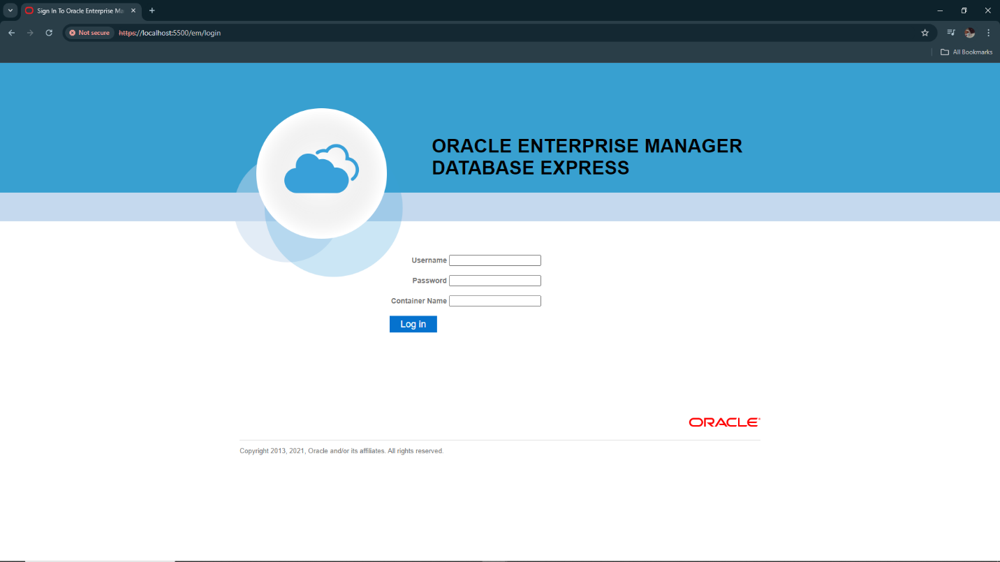 Sign In To Oracle Enterprise Ma
Not secure
https://localhost:5500/em/login
All Bookmarks
ORACLE ENTERPRISE MANAGER
DATABASE EXPRESS
Username
Password
Container Name
Log in
ORACLE
Copyright 2013, 2021, Oracle and/or its affiliates. All rights reserved.